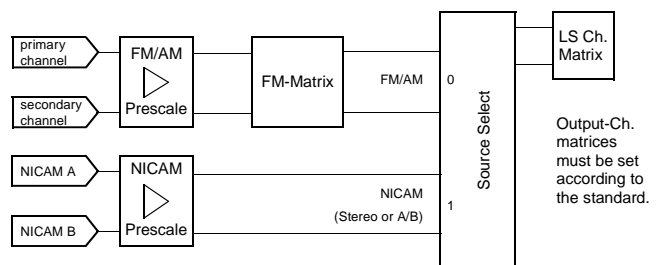 primary
channel
secondary
channel
FM/AM
Prescale
FM-Matrix
FM/AM
0
NICAM A
NICAM B
NICAM
Prescale
NICAM
(Stereo or A/B)
1
Source Select
LS Ch.
Matrix
Output-Ch.
matrices
must be set
according to
the standard.